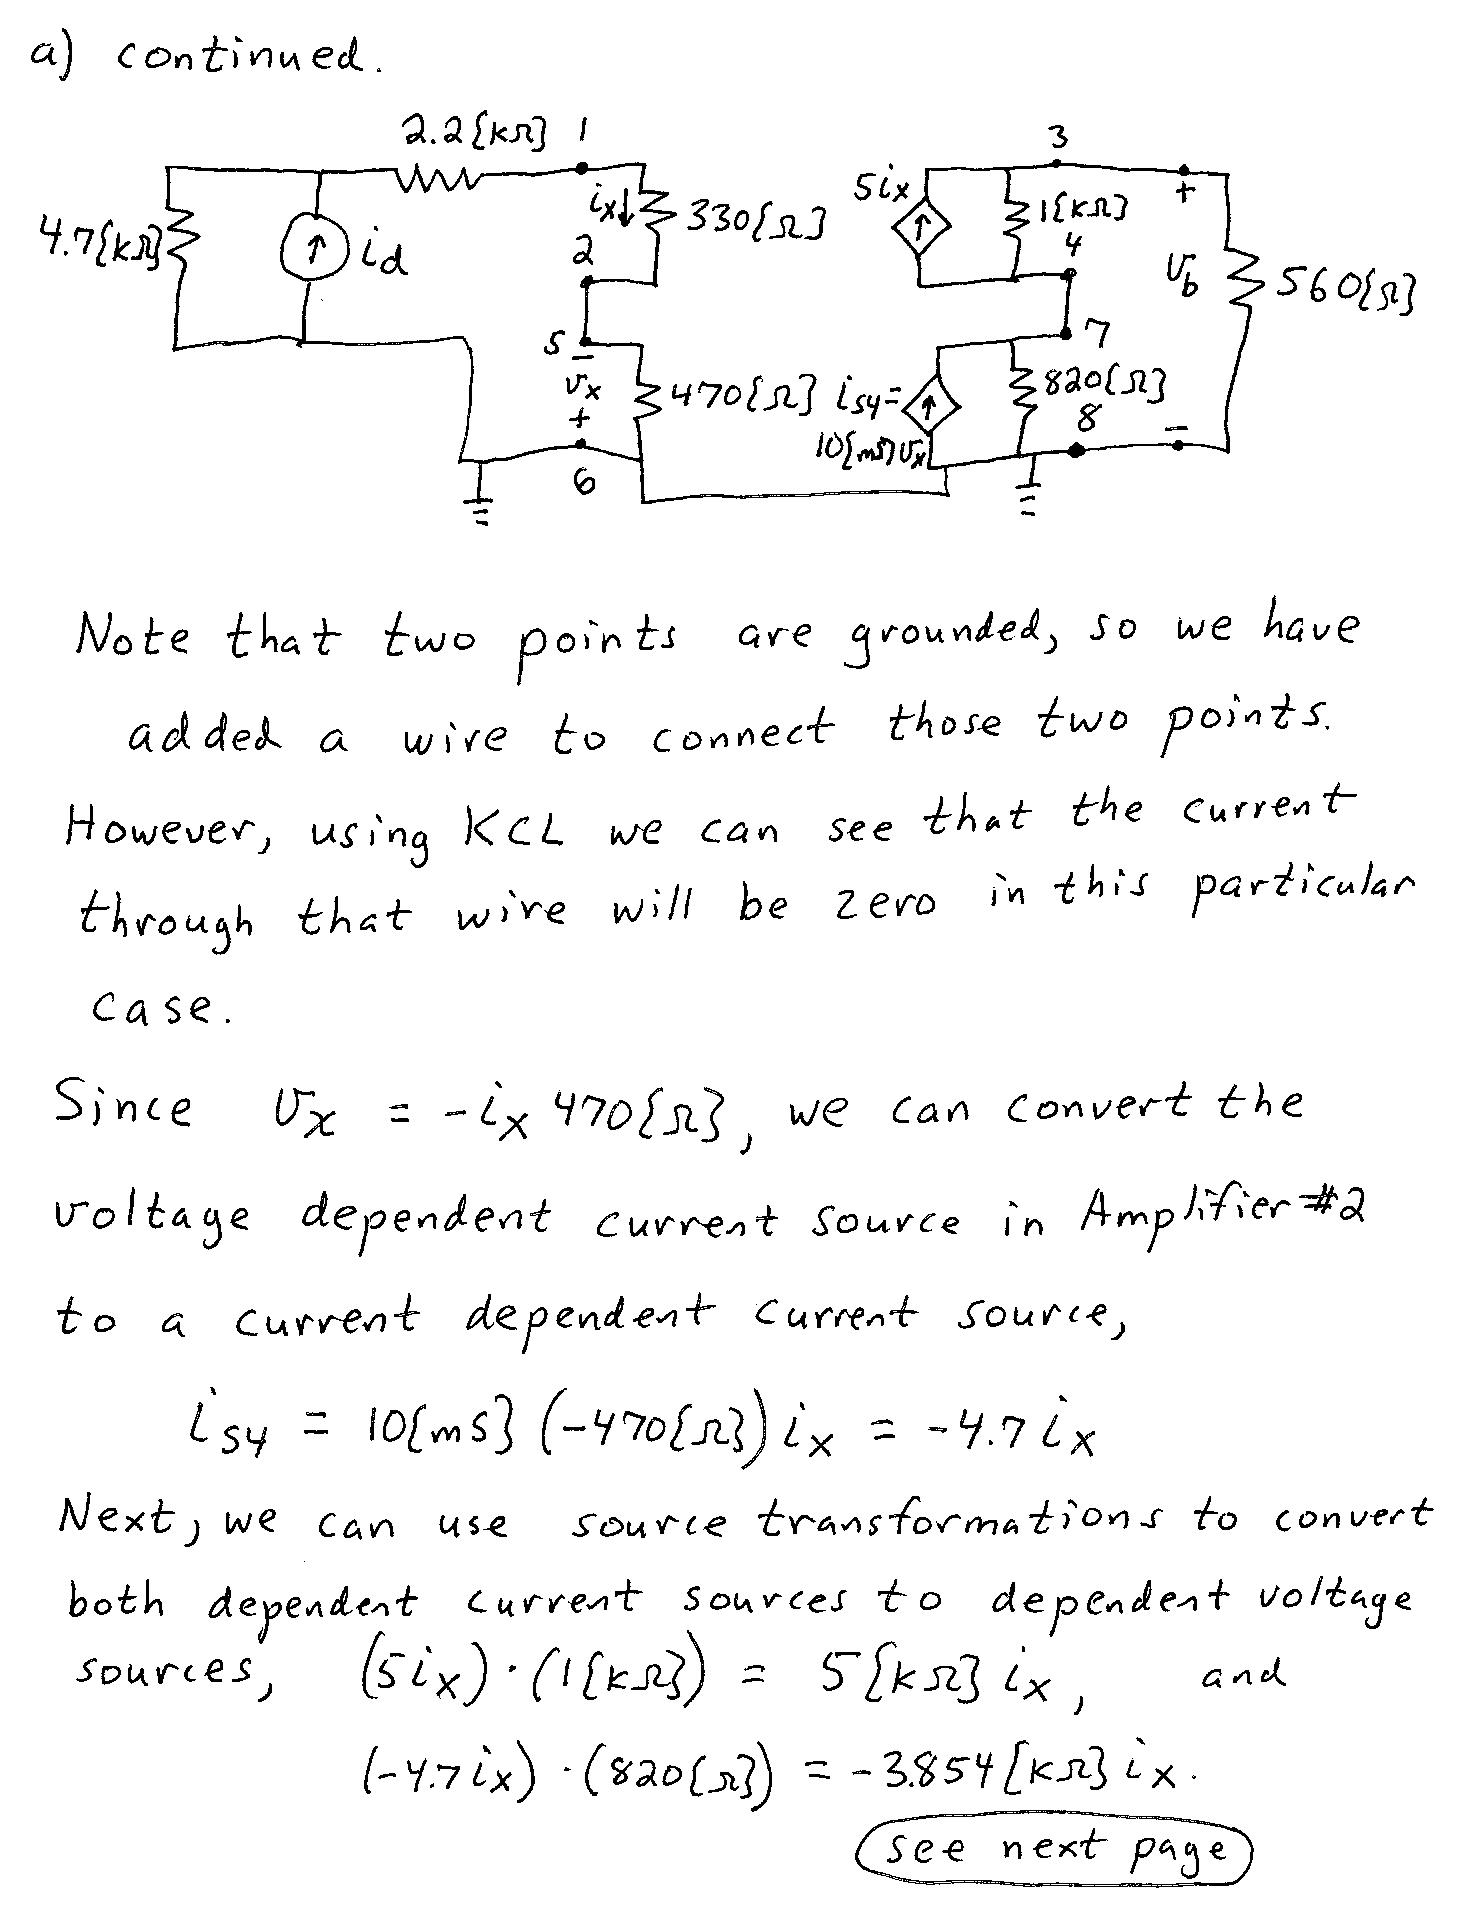 a) continued.
2.2{kΩ} 1
3
5ix
+
ix↓
330{Ω}
1{kΩ}
4.7{kΩ}
id
2
4
vb
560{Ω}
5
7
−
vx
470{Ω}
is4=
820{Ω}
+
8
−
10{mS}vx
6
Note that two points are grounded, so we have
added a wire to connect those two points.
However, using KCL we can see that the current
through that wire will be zero in this particular
case.
Since vx = -ix 470{Ω}, we can convert the
voltage dependent current source in Amplifier #2
to a current dependent current source,
is4 = 10{mS} (-470{Ω}) ix = -4.7 ix
Next, we can use source transformations to convert
both dependent current sources to dependent voltage
sources, (5ix)·(1{kΩ}) = 5{kΩ} ix, and
(-4.7ix)·(820{Ω}) = -3.854{kΩ} ix.
see next page